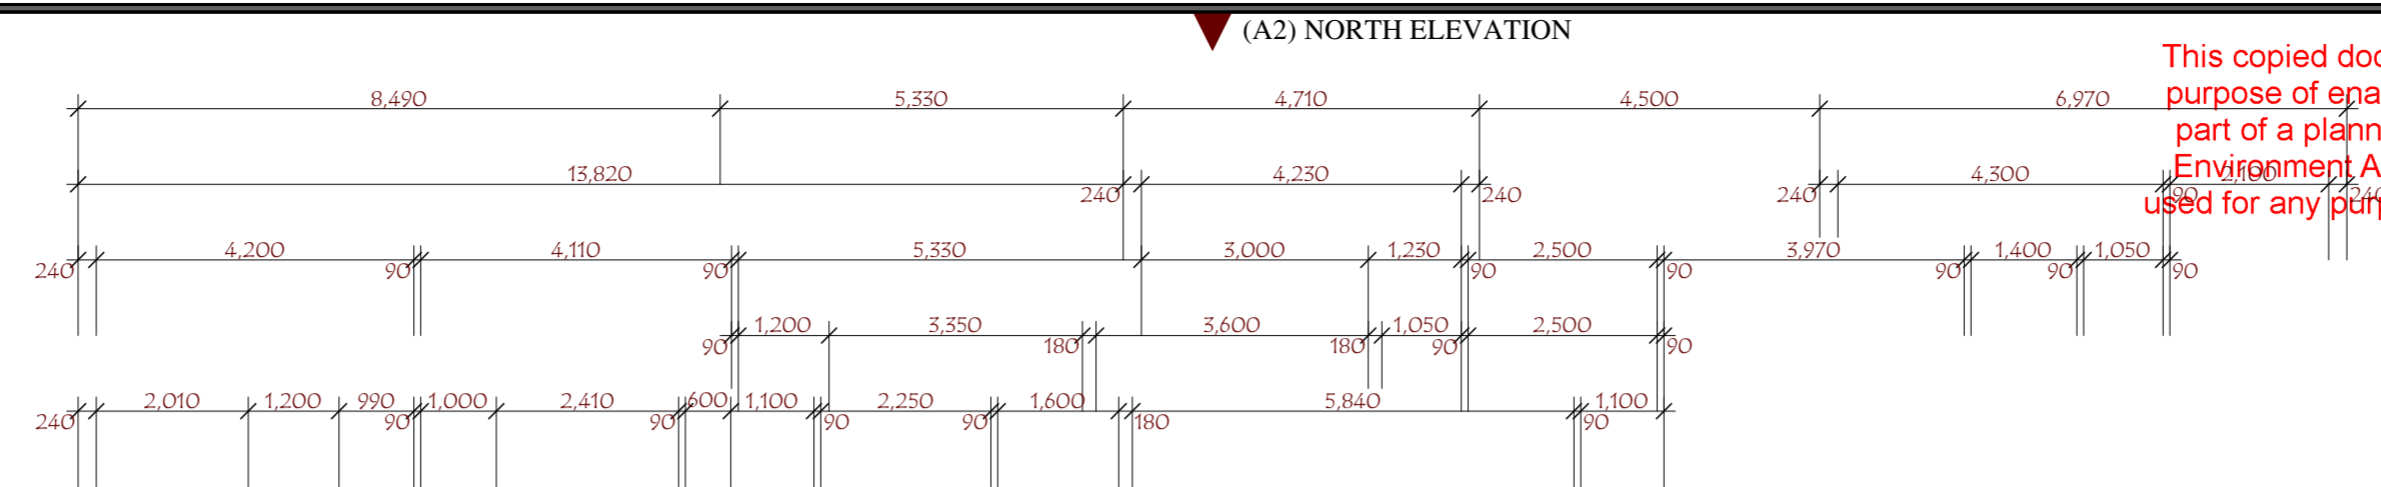 (A2) NORTH ELEVATION
This copied
purpose of
part of a
Environment
used for any
8,490 5,330 4,710 4,500 6,970
13,820 240 4,230 240 240 4,300 90 2,100 240
240 4,200 90 4,110 90 5,330 3,000 1,230 90 2,500 90 3,970 90 1,400 90 1,050 90
90 1,200 3,350 180 3,600 180 1,050 90 2,500 90
240 2,010 1,200 990 90 1,000 2,410 90 600 1,100 90 2,250 90 1,600 180 5,840 90 1,100